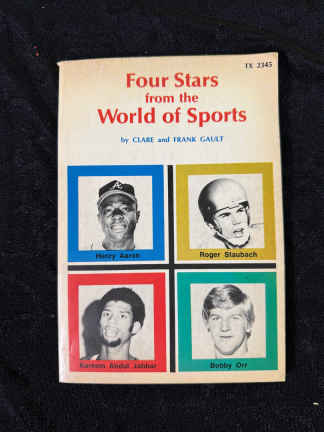 TX 2345
Four Stars
from the
World of Sports
by CLARE and FRANK GAULT
Henry Aaron
Roger Staubach
Kareem Abdul Jabbar
Bobby Orr